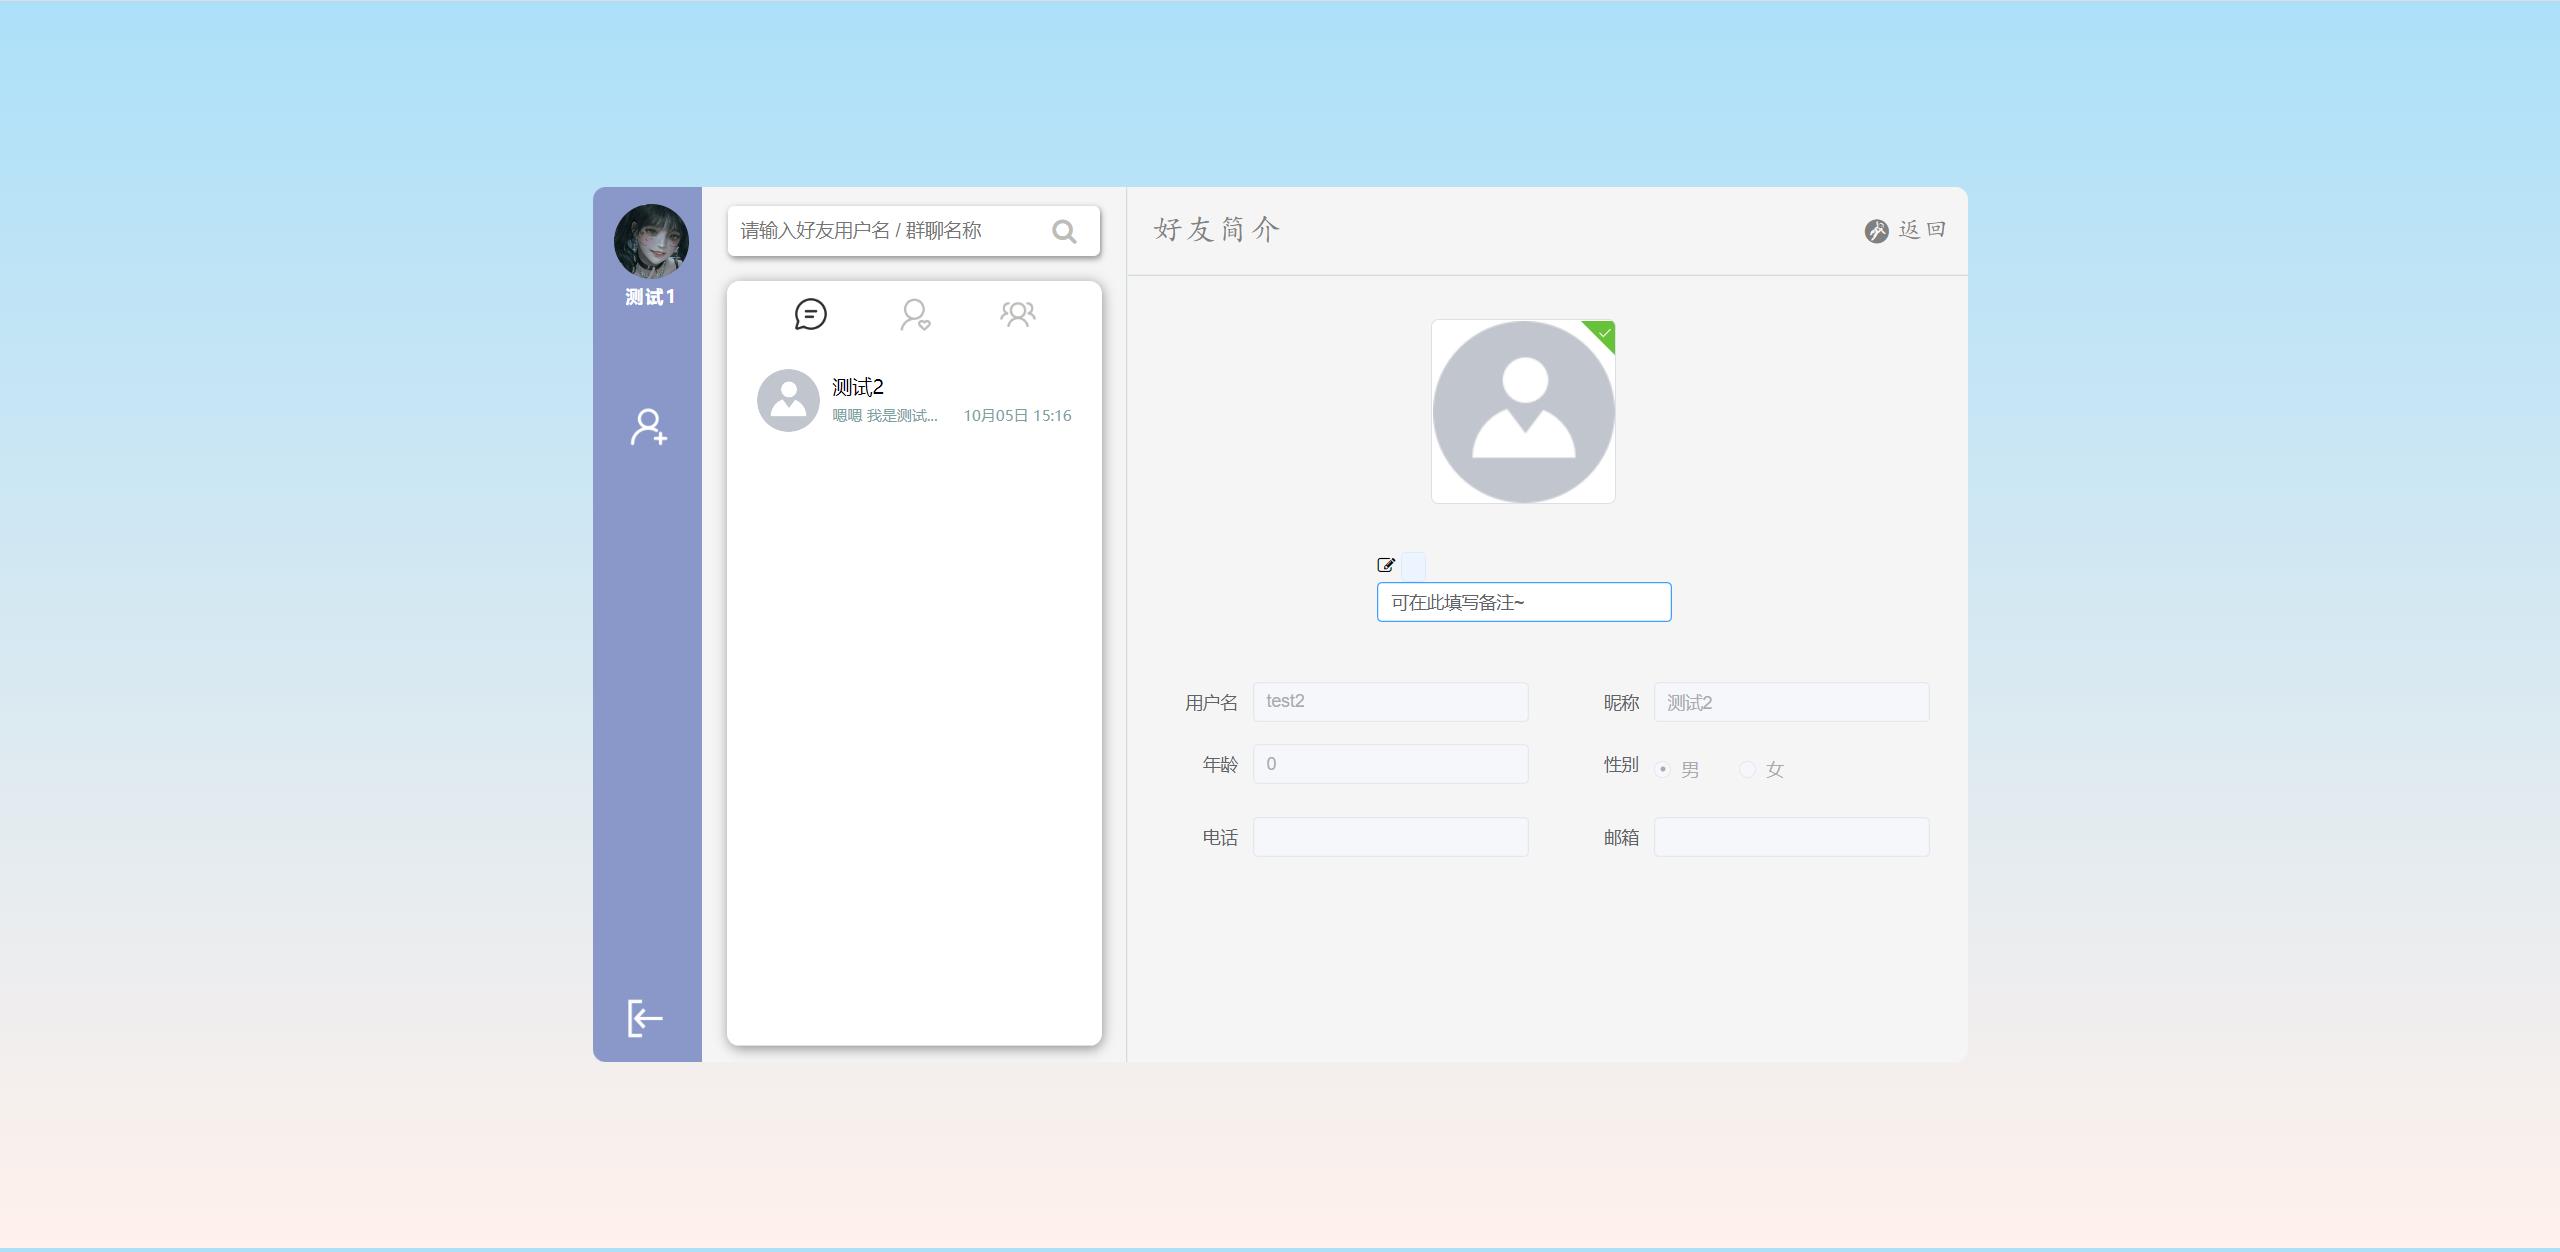 测试1
请输入好友用户名 / 群聊名称
测试2
嗯嗯 我是测试... 10月05日 15:16
好友简介
返回
可在此填写备注~
用户名 test2
昵称 测试2
年龄 0
性别 男 女
电话
邮箱